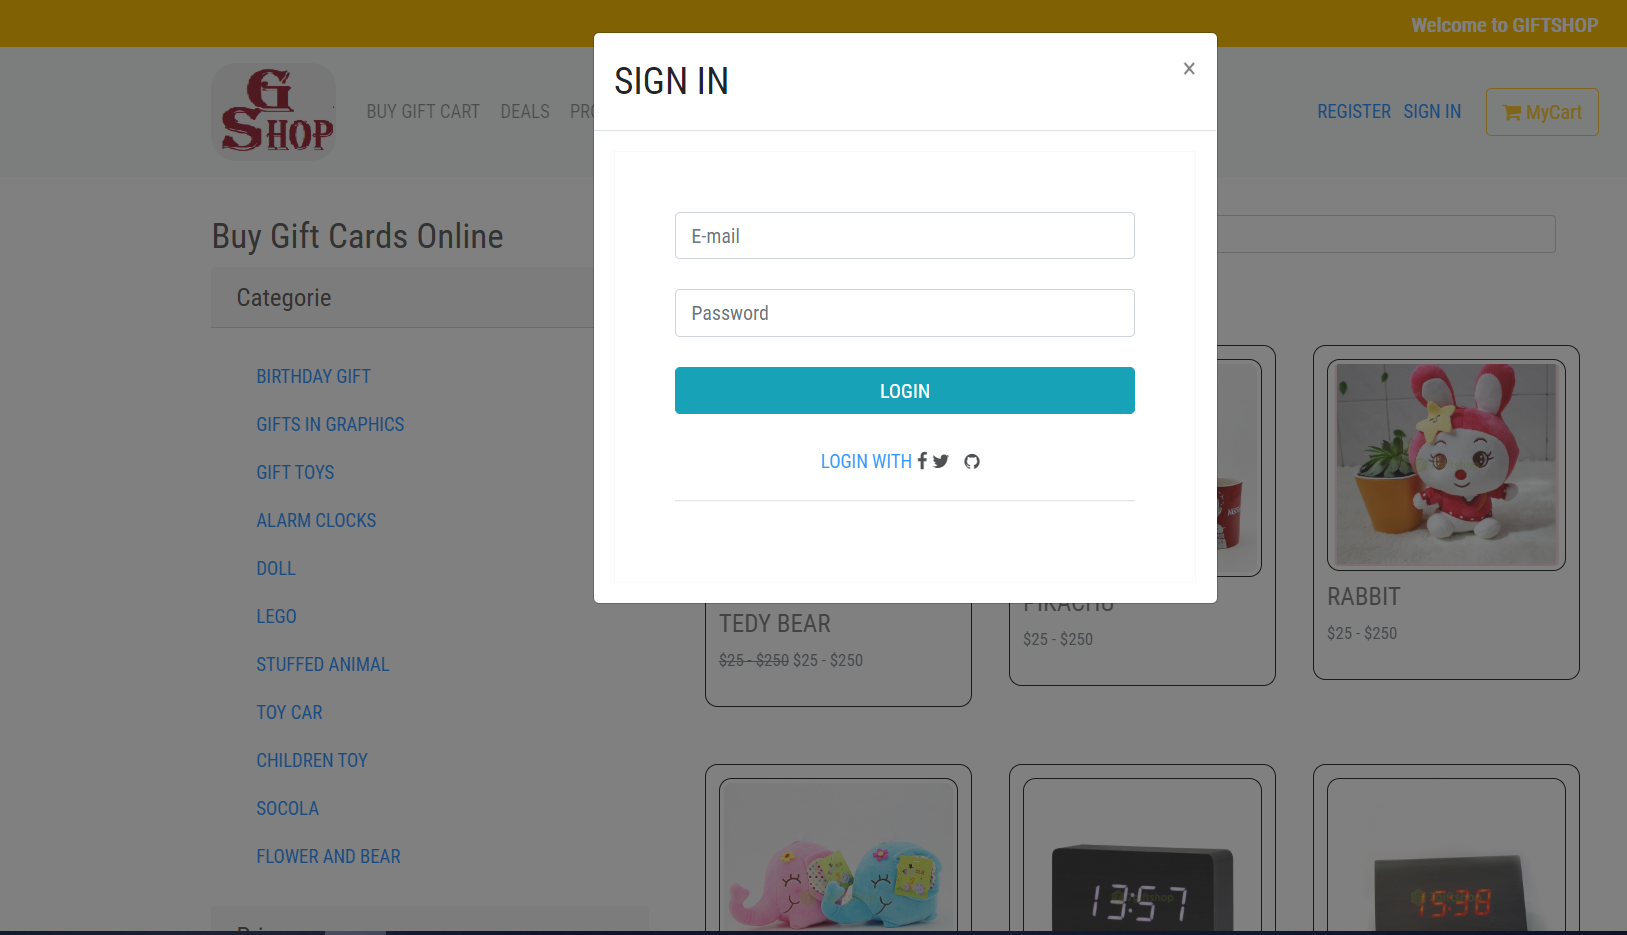 Welcome to GIFTSHOP
G
SHOP
BUY GIFT CART
DEALS
REGISTER
SIGN IN
MyCart
SIGN IN
×
E-mail
Password
LOGIN
LOGIN WITH
Buy Gift Cards Online
Categorie
BIRTHDAY GIFT
GIFTS IN GRAPHICS
GIFT TOYS
ALARM CLOCKS
DOLL
LEGO
STUFFED ANIMAL
TOY CAR
CHILDREN TOY
SOCOLA
FLOWER AND BEAR
TEDY BEAR
$25 - $250 $25 - $250
PIKACHU
$25 - $250
RABBIT
$25 - $250
13:57
15:38